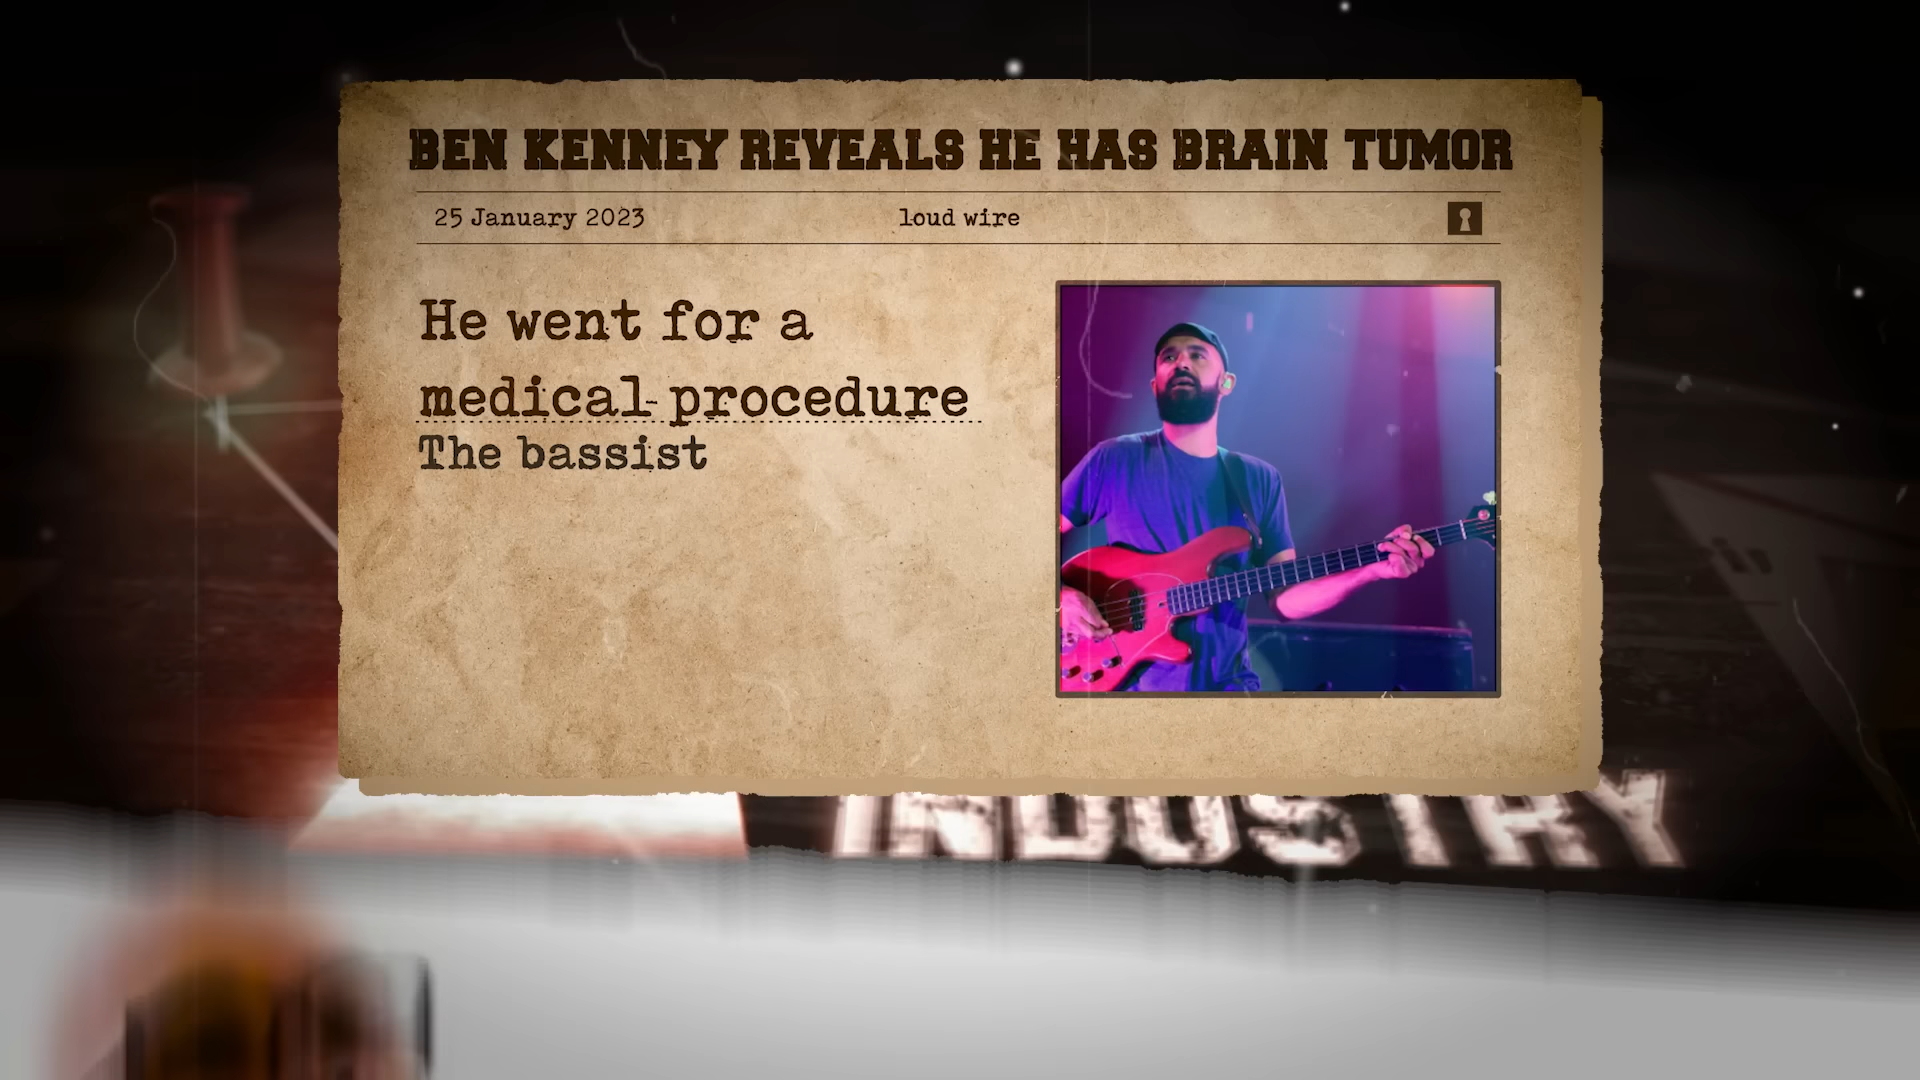 BEN KENNEY REVEALS HE HAS BRAIN TUMOR
25 January 2023
loud wire
He went for a
medical procedure
The bassist
INDUSTRY